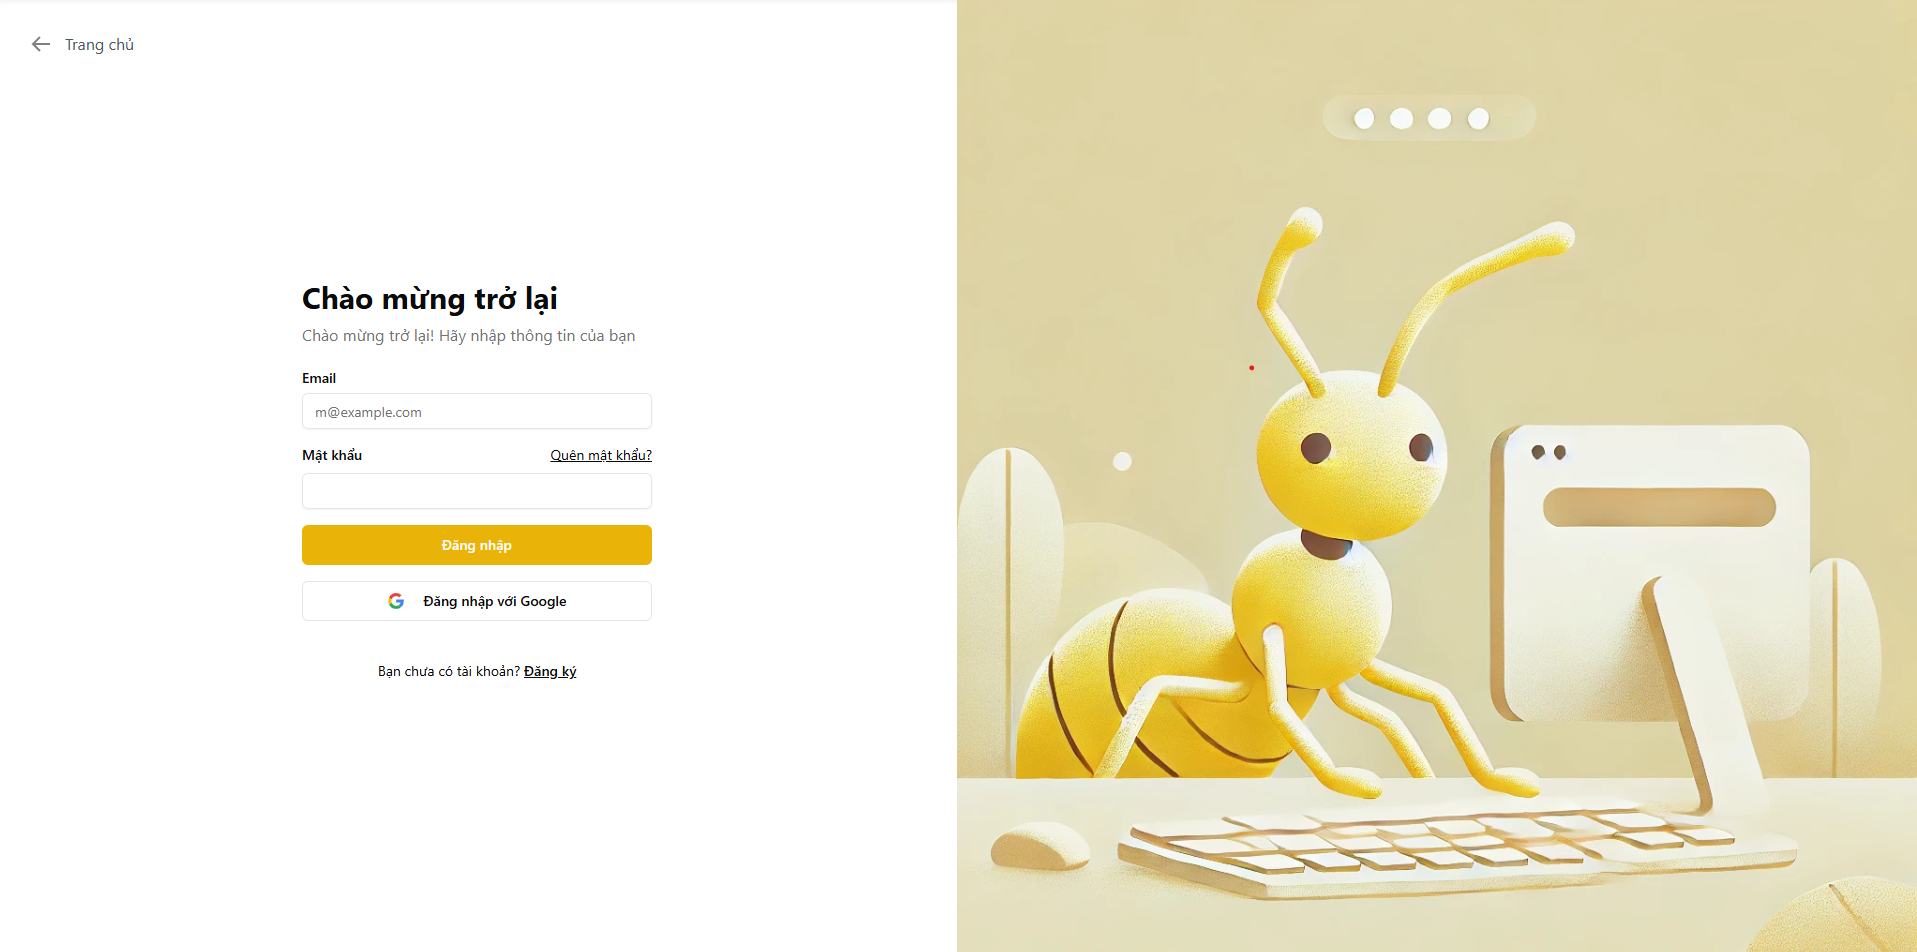 Trang chủ
Chào mừng trở lại
Chào mừng trở lại! Hãy nhập thông tin của bạn
Email
m@example.com
Mật khẩu Quên mật khẩu?
Đăng nhập
Đăng nhập với Google
Bạn chưa có tài khoản? Đăng ký